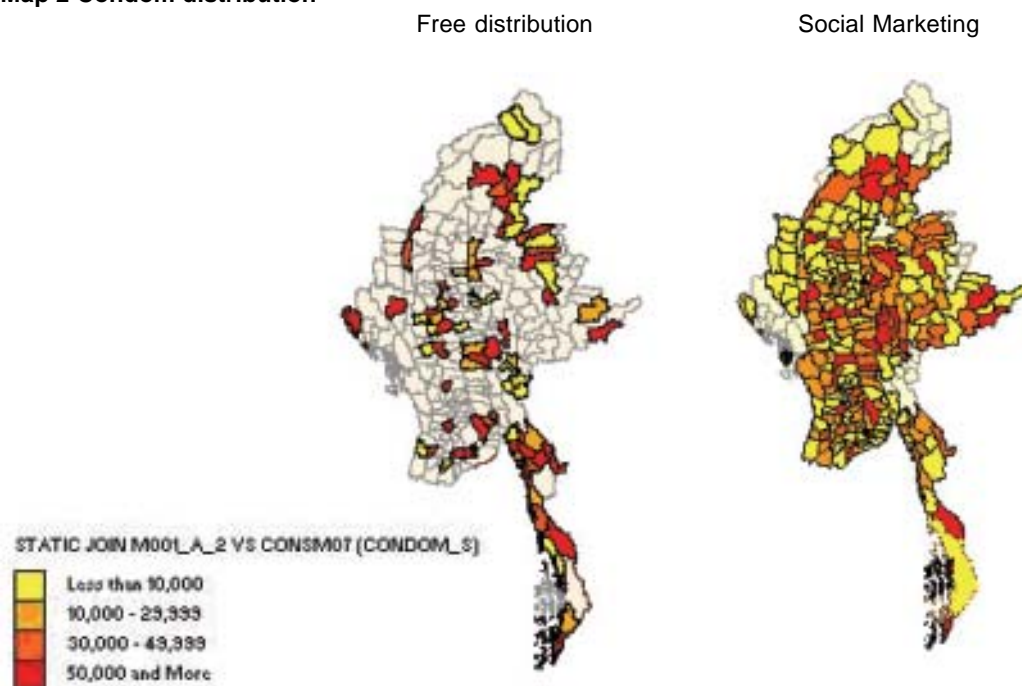 Map 2 Condom distribution
Free distribution
Social Marketing
STATIC JOIN M001_A_2 VS CONSM07 (CONDOM_S)
Less than 10,000
10,000 - 29,999
30,000 - 49,999
50,000 and More